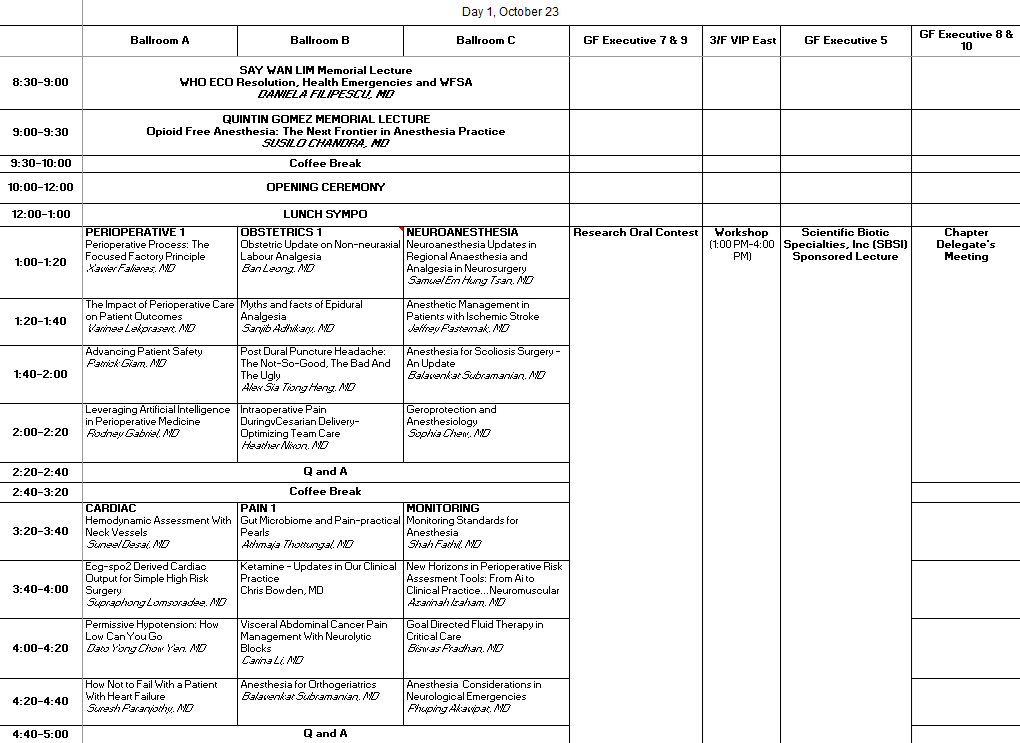 Day 1, October 23
Ballroom A
Ballroom B
Ballroom C
GF Executive 7 & 9
3/F VIP East
GF Executive 5
GF Executive 8 &
10
8:30-9:00
SAY WAN LIM Memorial Lecture
WHO ECO Resolution, Health Emergencies and WFSA
DANIELA FILIPESCU, MD
9:00-9:30
QUINTIN GOMEZ MEMORIAL LECTURE
Opioid Free Anesthesia: The Next Frontier in Anesthesia Practice
SUSILO CHANDRA, MD
9:30-10:00
Coffee Break
10:00-12:00
OPENING CEREMONY
12:00-1:00
LUNCH SYMPO
1:00-1:20
PERIOPERATIVE 1
Perioperative Process: The
Focused Factory Principle
Xavier Falieres, MD
OBSTETRICS 1
Obstetric Update on Non-neuraxial
Labour Analgesia
Ban Leong, MD
NEUROANESTHESIA
Neuroanesthesia Updates in
Regional Anaesthesia and
Analgesia in Neurosurgery
Samuel Ern Hung Tsan, MD
Research Oral Contest
Workshop
(1:00 PM-4:00
PM)
Scientific Biotic
Specialties, Inc (SBSI)
Sponsored Lecture
Chapter
Delegate's
Meeting
1:20-1:40
The Impact of Perioperative Care
on Patient Outcomes
Varinee Lekprasert, MD
Myths and facts of Epidural
Analgesia
Sanjib Adhikary, MD
Anesthetic Management in
Patients with Ischemic Stroke
Jeffrey Pasternak, MD
1:40-2:00
Advancing Patient Safety
Patrick Giam, MD
Post Dural Puncture Headache:
The Not-So-Good, The Bad And
The Ugly
Alex Sia Tiong Heng, MD
Anesthesia for Scoliosis Surgery -
An Update
Balavenkat Subramanian, MD
2:00-2:20
Leveraging Artificial Intelligence
in Perioperative Medicine
Rodney Gabriel, MD
Intraoperative Pain
DuringvCesarian Delivery-
Optimizing Team Care
Heather Nixon, MD
Geroprotection and
Anesthesiology
Sophia Chew, MD
2:20-2:40
Q and A
2:40-3:20
Coffee Break
3:20-3:40
CARDIAC
Hemodynamic Assessment With
Neck Vessels
Suneel Desai, MD
PAIN 1
Gut Microbiome and Pain-practical
Pearls
Athmaja Thottungal, MD
MONITORING
Monitoring Standards for
Anesthesia
Shah Fathil, MD
3:40-4:00
Ecg-spo2 Derived Cardiac
Output for Simple High Risk
Surgery
Supraphong Lomsoradee, MD
Ketamine - Updates in Our Clinical
Practice
Chris Bowden, MD
New Horizons in Perioperative Risk
Assesment Tools: From Ai to
Clinical Practice...Neuromuscular
Azarinah Izaham, MD
4:00-4:20
Permissive Hypotension: How
Low Can You Go
Dato Yong Chow Yen, MD
Visceral Abdominal Cancer Pain
Management With Neurolytic
Blocks
Carina Li, MD
Goal Directed Fluid Therapy in
Critical Care
Biswas Pradhan, MD
4:20-4:40
How Not to Fail With a Patient
With Heart Failure
Suresh Paranjothy, MD
Anesthesia for Orthogeriatrics
Balavenkat Subramanian, MD
Anesthesia Considerations in
Neurological Emergencies
Phuping Akavipat, MD
4:40-5:00
Q and A